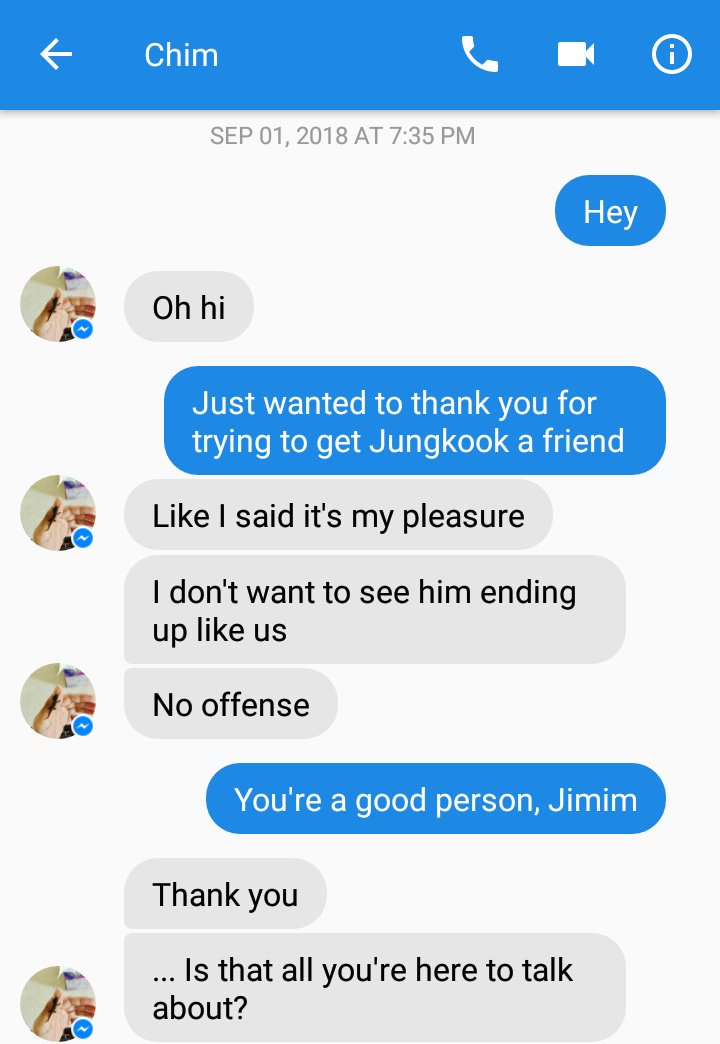 Chim
SEP 01, 2018 AT 7:35 PM
Hey
Oh hi
Just wanted to thank you for
trying to get Jungkook a friend
Like I said it's my pleasure
I don't want to see him ending
up like us
No offense
You're a good person, Jimim
Thank you
... Is that all you're here to talk
about?